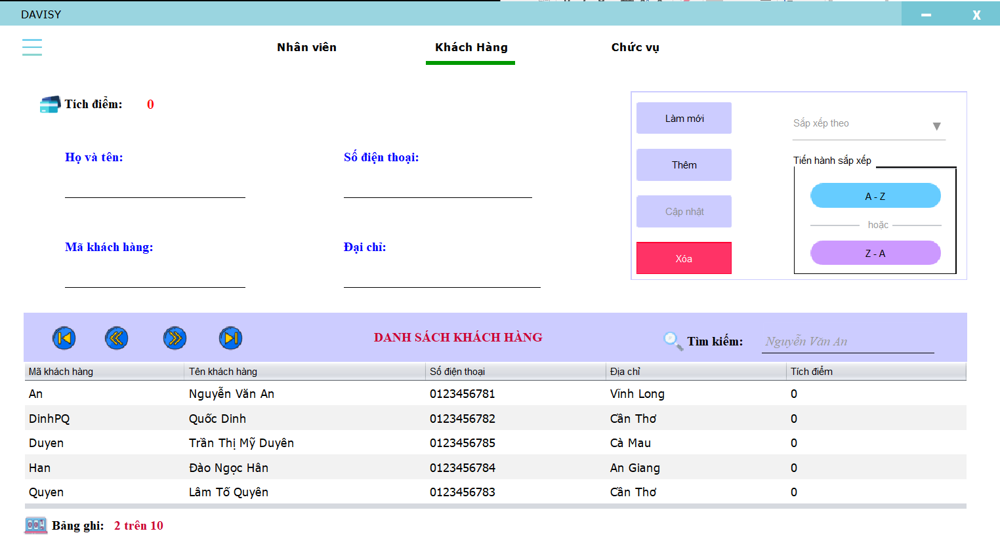 DAVISY
X
Nhân viên Khách Hàng Chức vụ
Tích điểm: 0
Họ và tên: Số điện thoại:
Mã khách hàng: Đại chỉ:
Làm mới
Thêm
Cập nhật
Xóa
Sắp xếp theo
Tiến hành sắp xếp
A - Z
hoặc
Z - A
DANH SÁCH KHÁCH HÀNG
Tìm kiếm: Nguyễn Văn An
Mã khách hàng Tên khách hàng Số điện thoại Địa chỉ Tích điểm
An Nguyễn Văn An 0123456781 Vĩnh Long 0
DinhPQ Quốc Dinh 0123456782 Cần Thơ 0
Duyen Trần Thị Mỹ Duyên 0123456785 Cà Mau 0
Han Đào Ngọc Hân 0123456784 An Giang 0
Quyen Lâm Tố Quyên 0123456783 Cần Thơ 0
Bảng ghi: 2 trên 10